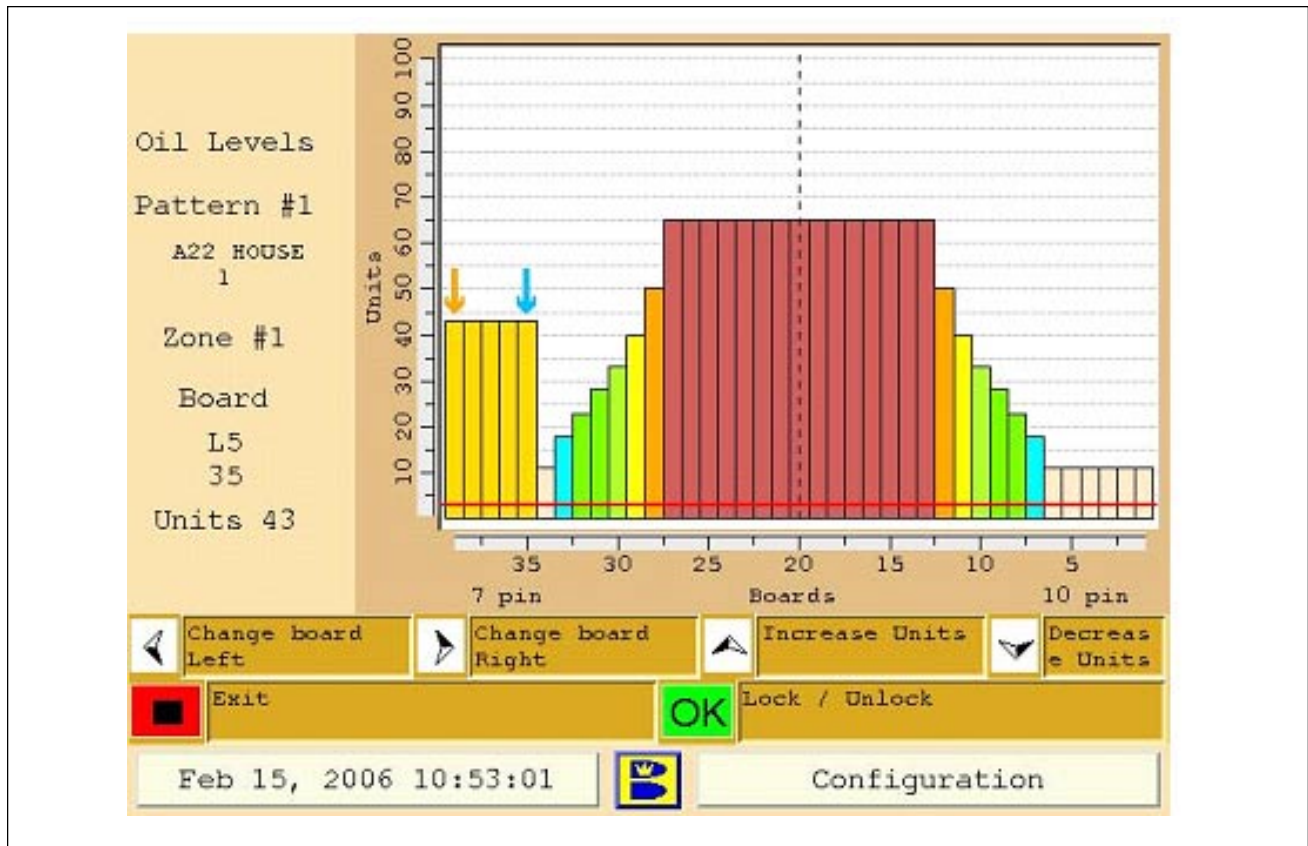 Oil Levels
Pattern #1
A22 HOUSE
1
Zone #1
Board
L5
35
Units 43
Units
100
90
80
70
60
50
40
30
20
10
35 30 25 20 15 10 5
7 pin Boards 10 pin
Change board
Left
Change board
Right
Increase Units
Decreas
e Units
Exit
OK
Lock / Unlock
Feb 15, 2006 10:53:01
Configuration